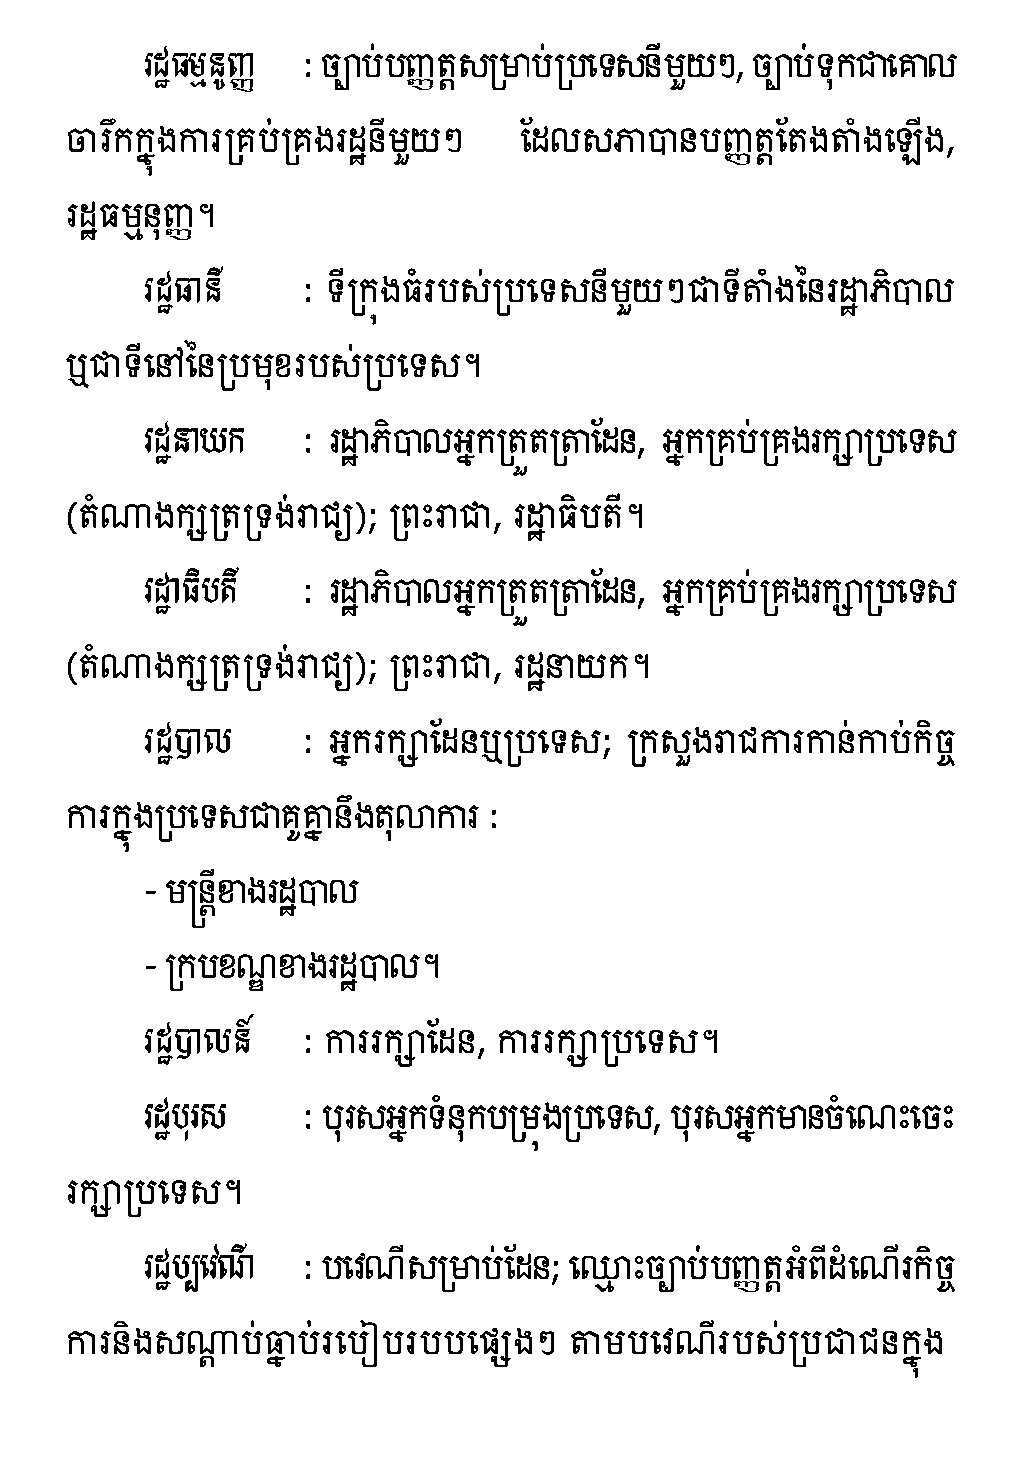 រដ្ឋធម្មនូញ្ញ : ច្បាប់បញ្ញត្តសម្រាប់ប្រទេសនីមួយៗ, ច្បាប់ទុកជាគោល
ចារឹកក្នុងការគ្រប់គ្រងរដ្ឋនីមួយៗ ដែលសភាបានបញ្ញត្តតែងតាំងឡើង,
រដ្ឋធម្មនុញ្ញ។
រដ្ឋធានី : ទីក្រុងធំរបស់ប្រទេសនីមួយៗជាទីតាំងនៃរដ្ឋាភិបាល
ឬជាទីនៅនៃប្រមុខរបស់ប្រទេស។
រដ្ឋនាយក : រដ្ឋាភិបាលអ្នកត្រួតត្រាដែន, អ្នកគ្រប់គ្រងរក្សាប្រទេស
(តំណាងក្សត្រទ្រង់រាជ្យ); ព្រះរាជា, រដ្ឋាធិបតី។
រដ្ឋាធិបតី : រដ្ឋាភិបាលអ្នកត្រួតត្រាដែន, អ្នកគ្រប់គ្រងរក្សាប្រទេស
(តំណាងក្សត្រទ្រង់រាជ្យ); ព្រះរាជា, រដ្ឋនាយក។
រដ្ឋបាល : អ្នករក្សាដែនឬប្រទេស; ក្រសួងរាជការកាន់កាប់កិច្ច
ការក្នុងប្រទេសជាគូគ្នានឹងតុលាការ :
- មន្ត្រីខាងរដ្ឋបាល
- ក្របខណ្ឌខាងរដ្ឋបាល។
រដ្ឋបាលន៍ : ការរក្សាដែន, ការរក្សាប្រទេស។
រដ្ឋបុរស : បុរសអ្នកទំនុកបម្រុងប្រទេស, បុរសអ្នកមានចំណេះចេះ
រក្សាប្រទេស។
រដ្ឋប្បវេណី : បវេណីសម្រាប់ដែន; ឈ្មោះច្បាប់បញ្ញត្តអំពីដំណើរកិច្ច
ការនិងសណ្ដាប់ធ្នាប់របៀបរបបផ្សេងៗ តាមបវេណីរបស់ប្រជាជនក្នុង